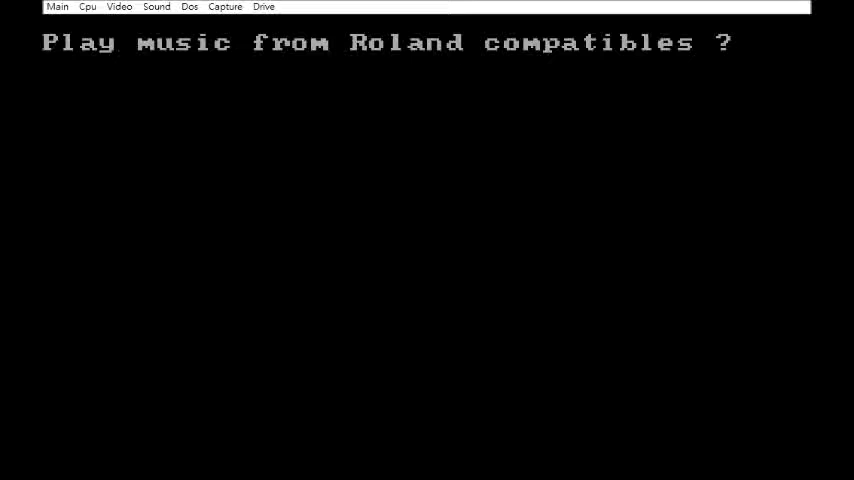 Main Cpu Video Sound Dos Capture Drive
Play music from Roland compatibles ?